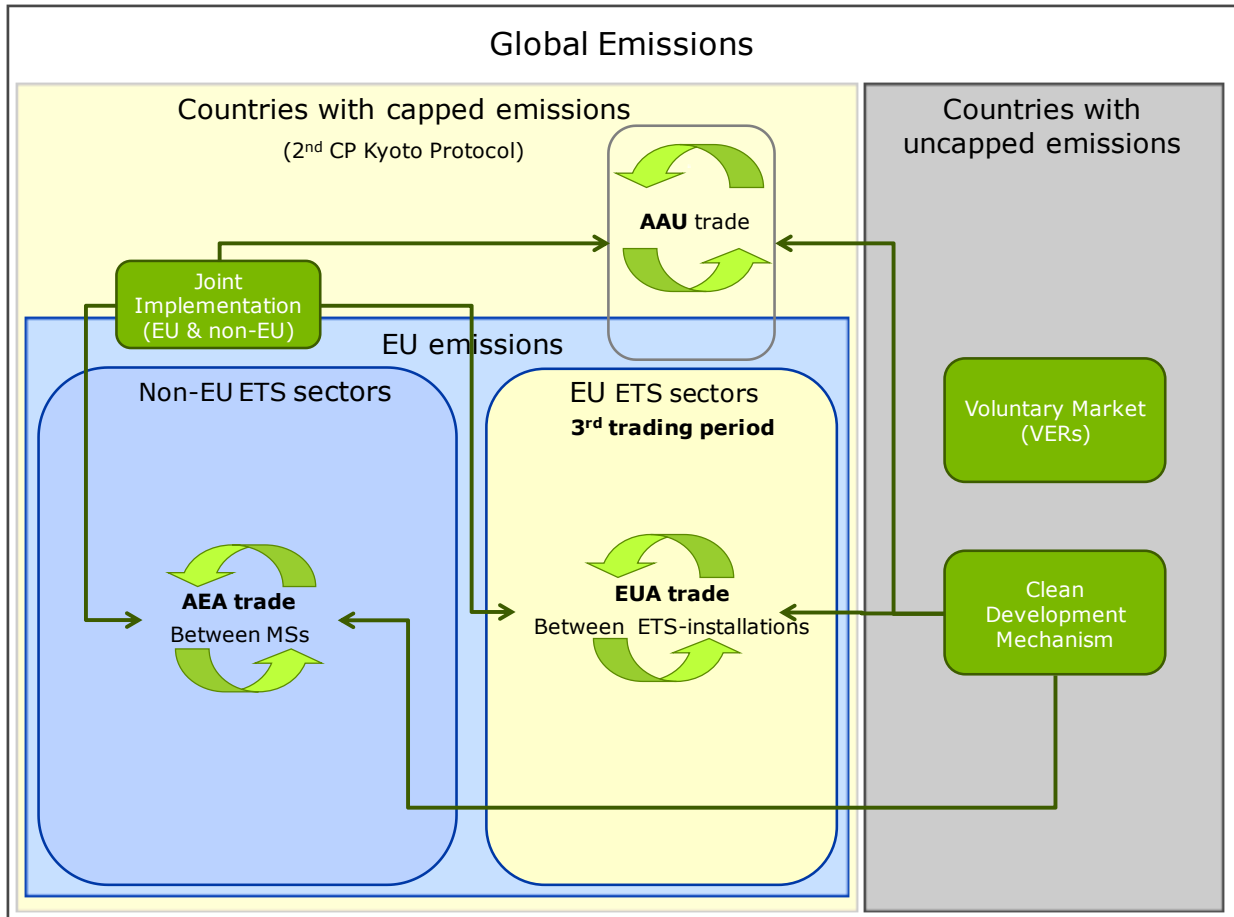 Global Emissions
Countries with capped emissions
(2nd CP Kyoto Protocol)
Countries with
uncapped emissions
AAU trade
Joint
Implementation
(EU & non-EU)
EU emissions
Non-EU ETS sectors
EU ETS sectors
3rd trading period
Voluntary Market
(VERs)
AEA trade
Between MSs
EUA trade
Between ETS-installations
Clean
Development
Mechanism